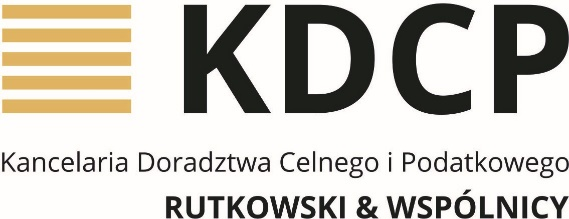 KDCP
Kancelaria Doradztwa Celnego i Podatkowego
RUTKOWSKI & WSPÓLNICY